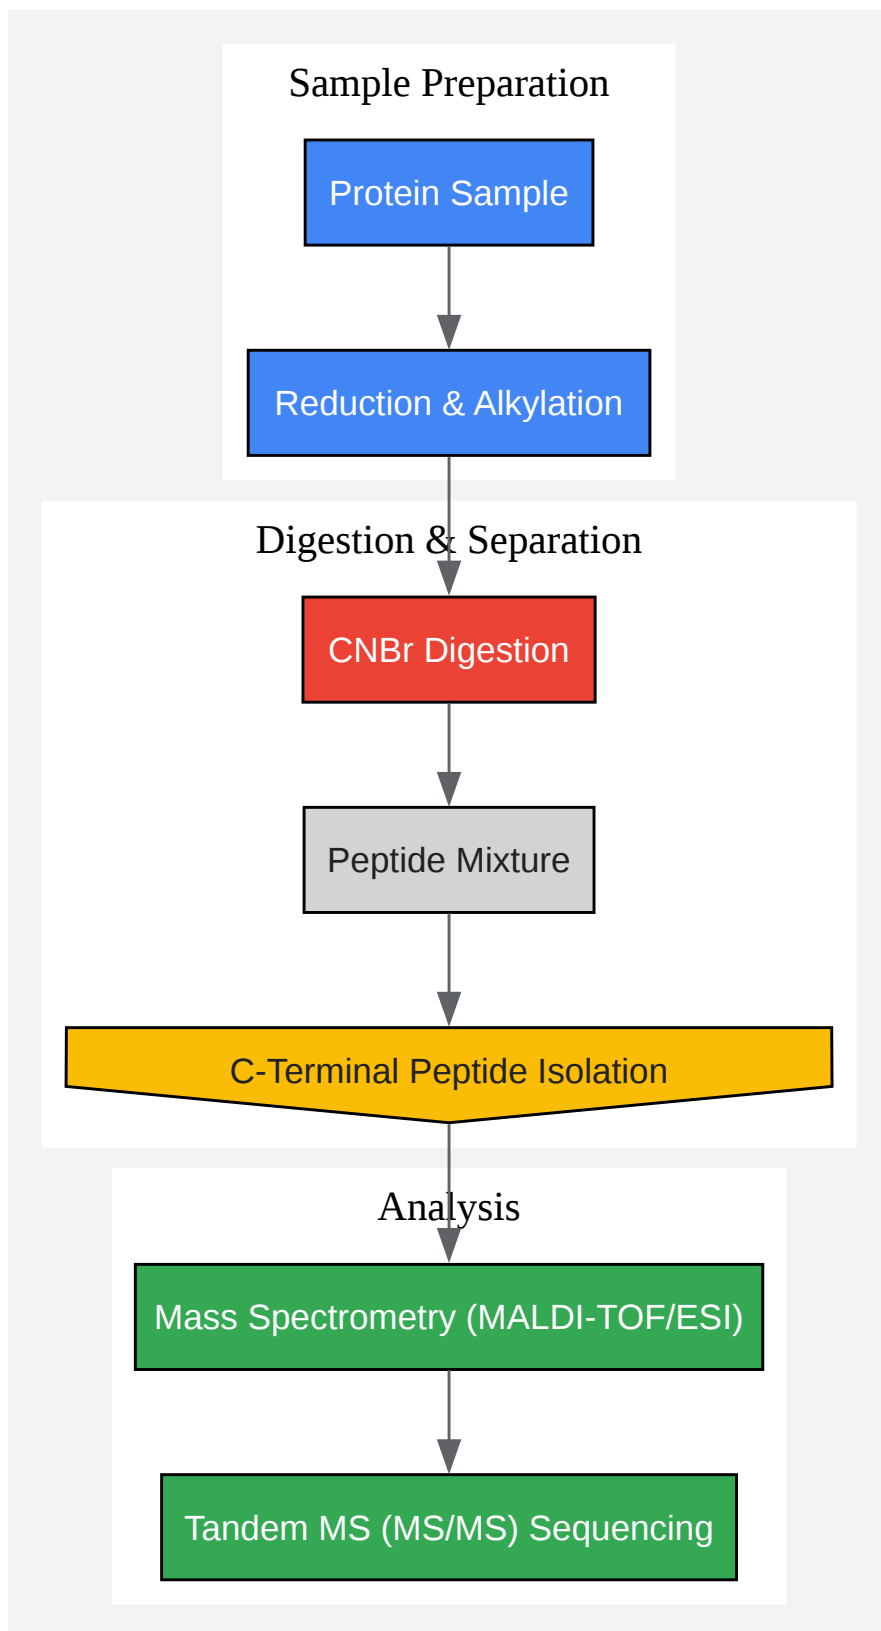 Sample Preparation
Protein Sample
Reduction & Alkylation
Digestion & Separation
CNBr Digestion
Peptide Mixture
C-Terminal Peptide Isolation
Analysis
Mass Spectrometry (MALDI-TOF/ESI)
Tandem MS (MS/MS) Sequencing